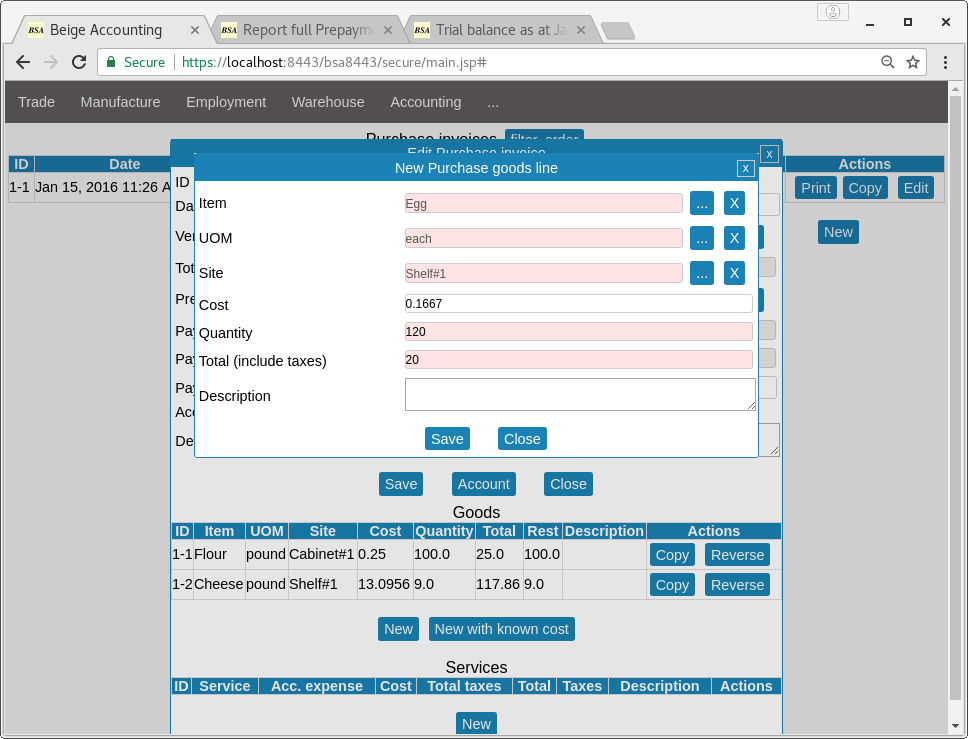 BSA Beige Accounting × BSA Report full Prepayme × BSA Trial balance as at Ja ×
Secure https://localhost:8443/bsa8443/secure/main.jsp#
Trade Manufacture Employment Warehouse Accounting ...
Purchase invoices filter, order
Edit Purchase invoice x
New Purchase goods line x
ID Date Actions
1-1 Jan 15, 2016 11:26 A Print Copy Edit
New
ID
Da
Ver
Tot
Pre
Pay
Pay
Pay
Acc
De
Item Egg ... X
UOM each ... X
Site Shelf#1 ... X
Cost 0.1667
Quantity 120
Total (include taxes) 20
Description
Save Close
Save Account Close
Goods
ID Item UOM Site Cost Quantity Total Rest Description Actions
1-1 Flour pound Cabinet#1 0.25 100.0 25.0 100.0 Copy Reverse
1-2 Cheese pound Shelf#1 13.0956 9.0 117.86 9.0 Copy Reverse
New New with known cost
Services
ID Service Acc. expense Cost Total taxes Total Taxes Description Actions
New